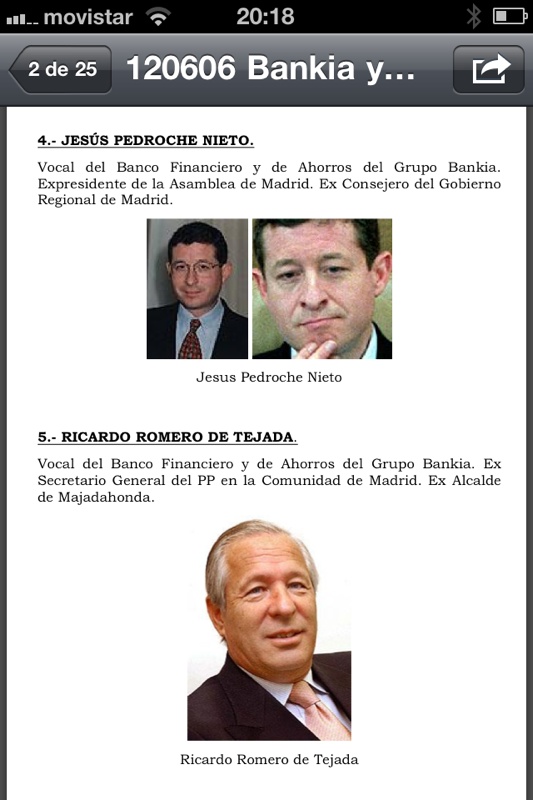 movistar 20:18
2 de 25 120606 Bankia y...
4.- JESÚS PEDROCHE NIETO.
Vocal del Banco Financiero y de Ahorros del Grupo Bankia.
Expresidente de la Asamblea de Madrid. Ex Consejero del Gobierno
Regional de Madrid.
Jesus Pedroche Nieto
5.- RICARDO ROMERO DE TEJADA.
Vocal del Banco Financiero y de Ahorros del Grupo Bankia. Ex
Secretario General del PP en la Comunidad de Madrid. Ex Alcalde
de Majadahonda.
Ricardo Romero de Tejada